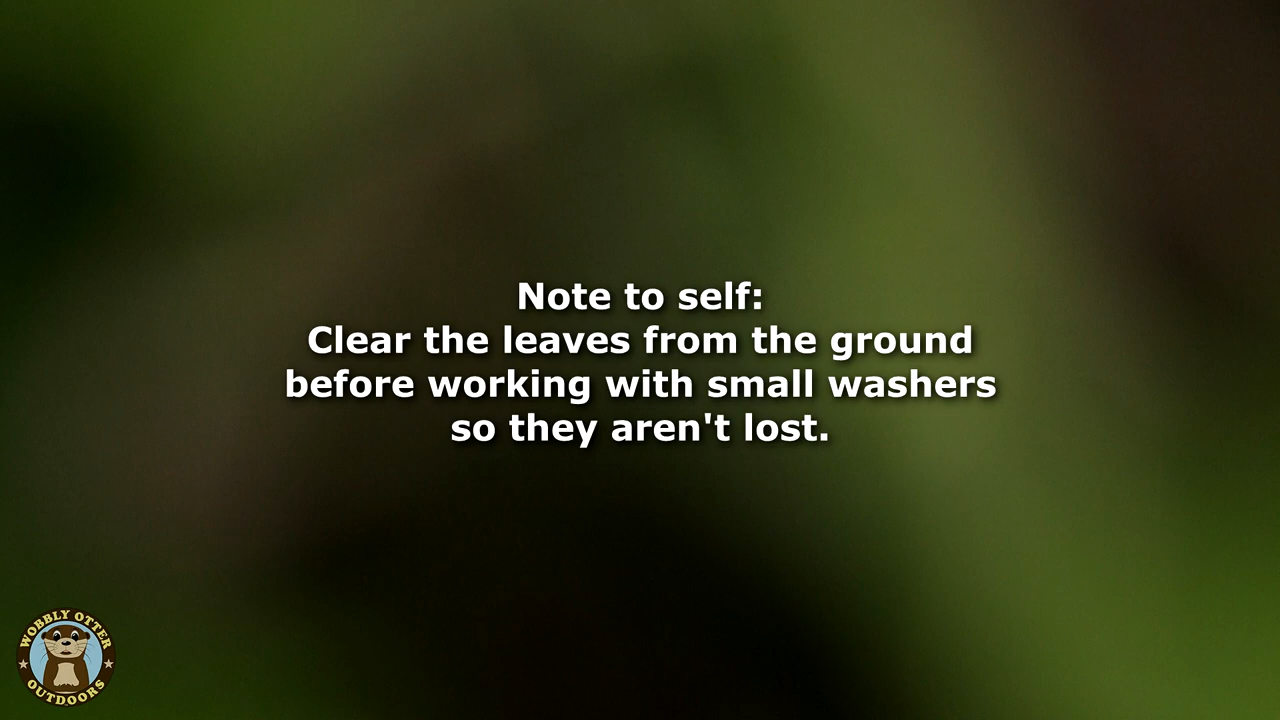 Note to self:
Clear the leaves from the ground
before working with small washers
so they aren't lost.
WOBBLY OTTER
OUTDOORS